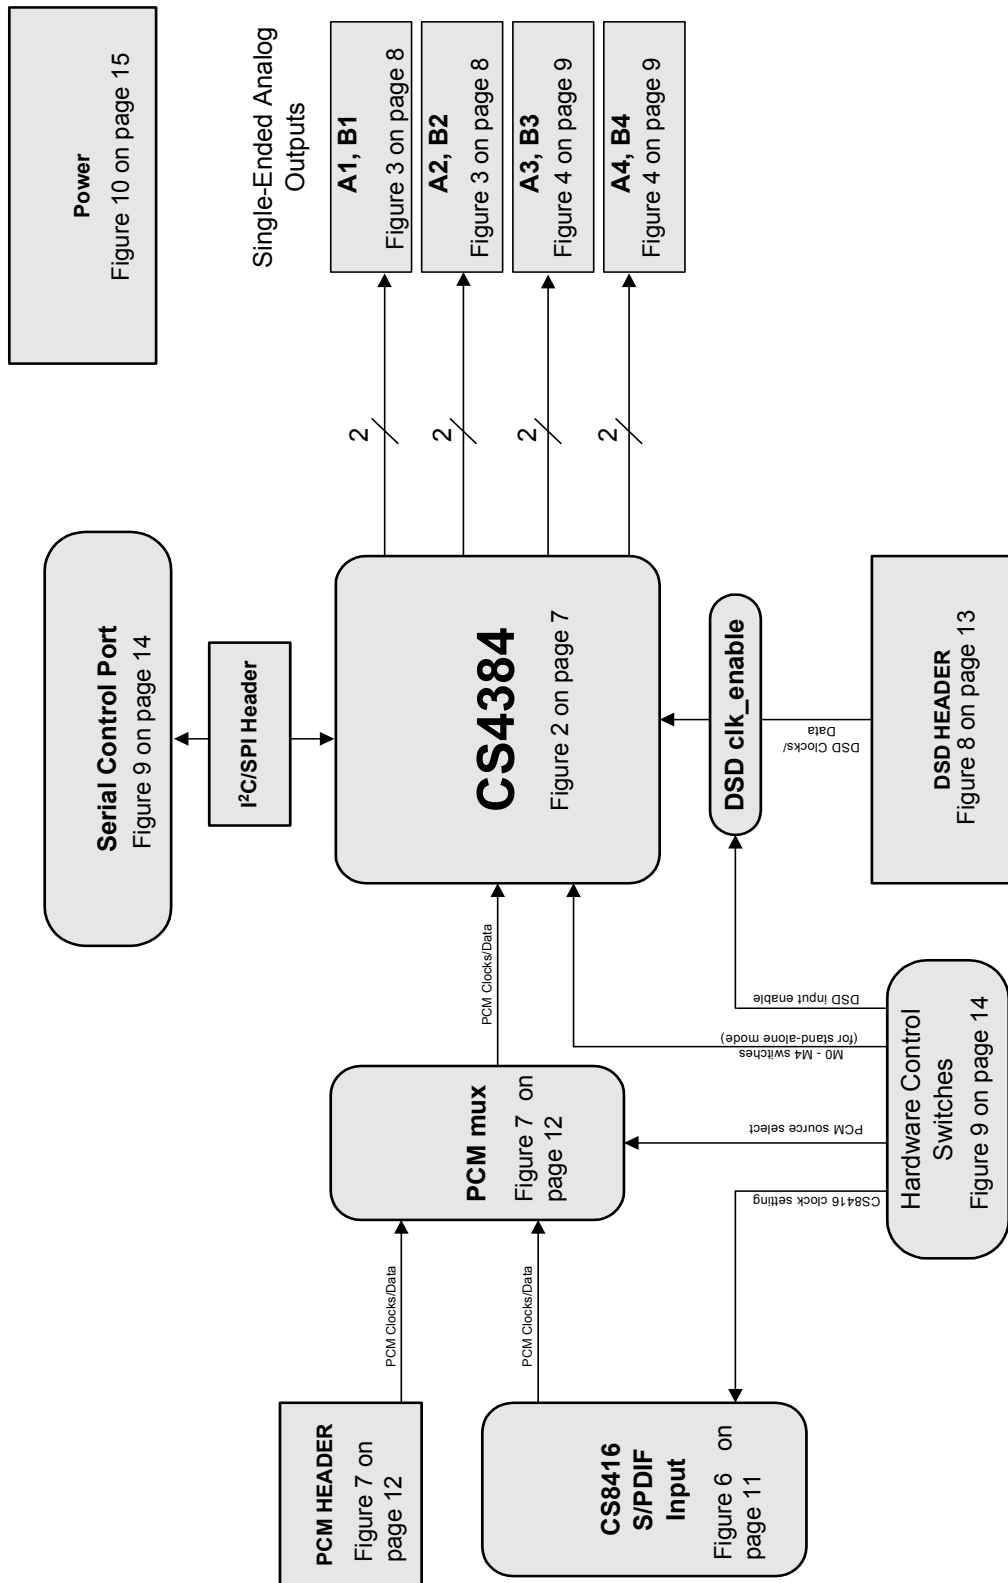 Power
Figure 10 on page 15
Single-Ended Analog
Outputs
A1, B1
Figure 3 on page 8
A2, B2
Figure 3 on page 8
A3, B3
Figure 4 on page 9
A4, B4
Figure 4 on page 9
2
2
2
2
Serial Control Port
Figure 9 on page 14
I²C/SPI Header
CS4384
Figure 2 on page 7
DSD clk_enable
DSD Clocks/
Data
DSD HEADER
Figure 8 on page 13
PCM Clocks/Data
PCM mux
Figure 7 on
page 12
DSD input enable
M0 - M4 switches
(for stand-alone mode)
PCM source select
CS8416 clock setting
Hardware Control
Switches
Figure 9 on page 14
PCM Clocks/Data
PCM Clocks/Data
PCM HEADER
Figure 7 on
page 12
CS8416
S/PDIF
Input
Figure 6 on
page 11